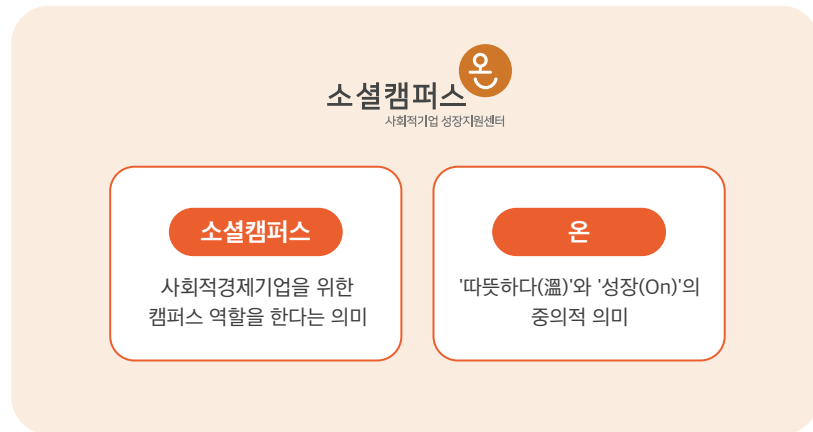 소셜캠퍼스 온
사회적기업 성장지원센터
소셜캠퍼스
사회적경제기업을 위한
캠퍼스 역할을 한다는 의미
온
'따뜻하다(溫)'와 '성장(On)'의
중의적 의미